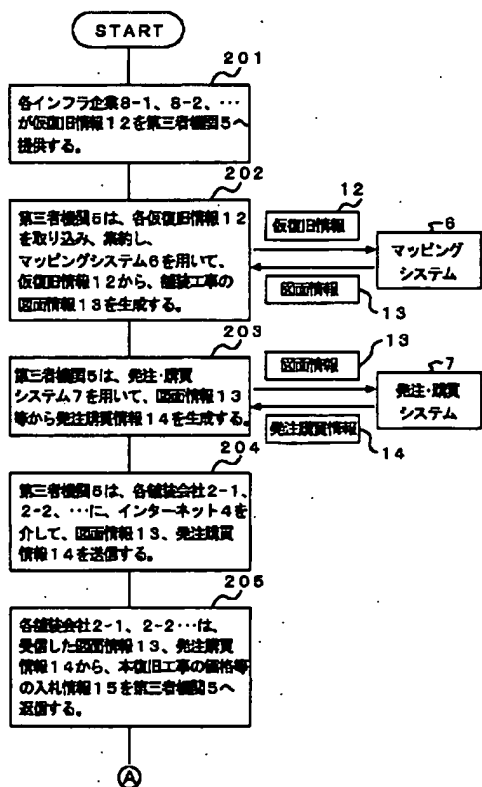 START
201
各インフラ企業8-1、8-2、・・・
が仮復旧情報12を第三者機関5へ
提供する。
202
第三者機関5は、各仮復旧情報12
を取り込み、集約し、
マッピングシステム6を用いて、
仮復旧情報12から、舗装工事の
図面情報13を生成する。
12
仮復旧情報
図面情報
13
6
マッピング
システム
203
第三者機関5は、発注・購買
システム7を用いて、図面情報13
等から発注購買情報14を生成する。
13
図面情報
発注購買情報
14
7
発注・購買
システム
204
第三者機関5は、各舗装会社2-1、
2-2、・・・に、インターネット4を
介して、図面情報13、発注購買
情報14を送信する。
205
各舗装会社2-1、2-2・・・は、
受信した図面情報13、発注購買
情報14から、本復旧工事の価格等
の入札情報15を第三者機関5へ
返信する。
A